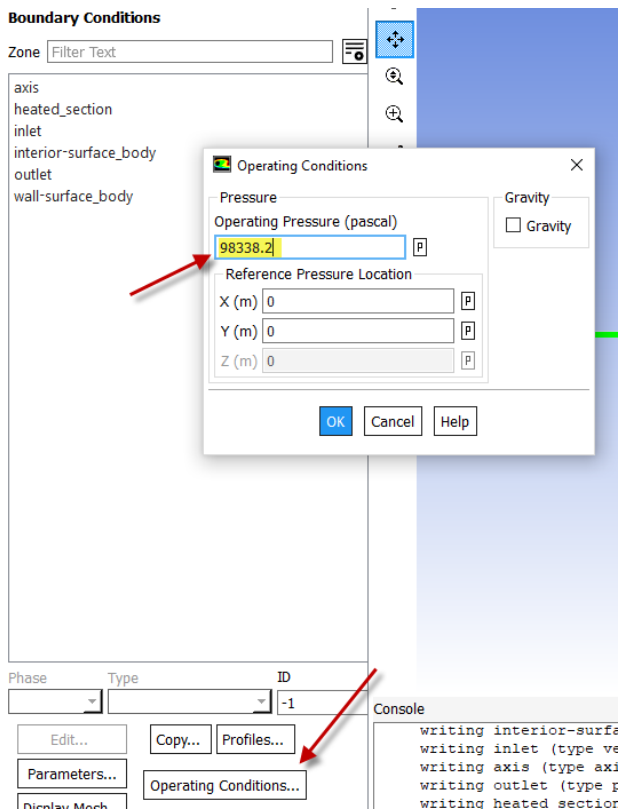 Boundary Conditions
Zone Filter Text
axis
heated_section
inlet
interior-surface_body
outlet
wall-surface_body
Operating Conditions
Pressure
Gravity
Operating Pressure (pascal)
Gravity
98338.2
P
Reference Pressure Location
X (m) 0 P
Y (m) 0 P
Z (m) 0 P
OK Cancel Help
Phase Type ID
-1
Edit... Copy... Profiles...
Parameters... Operating Conditions...
Display Mesh...
Console
writing interior-surfa
writing inlet (type ve
writing axis (type axi
writing outlet (type p
writing heated section